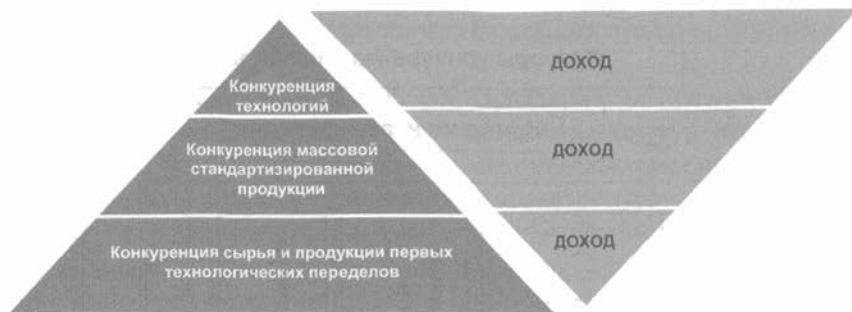 Конкуренция
технологий
Конкуренция массовой
стандартизированной
продукции
Конкуренция сырья и продукции первых
технологических переделов
ДОХОД
ДОХОД
ДОХОД